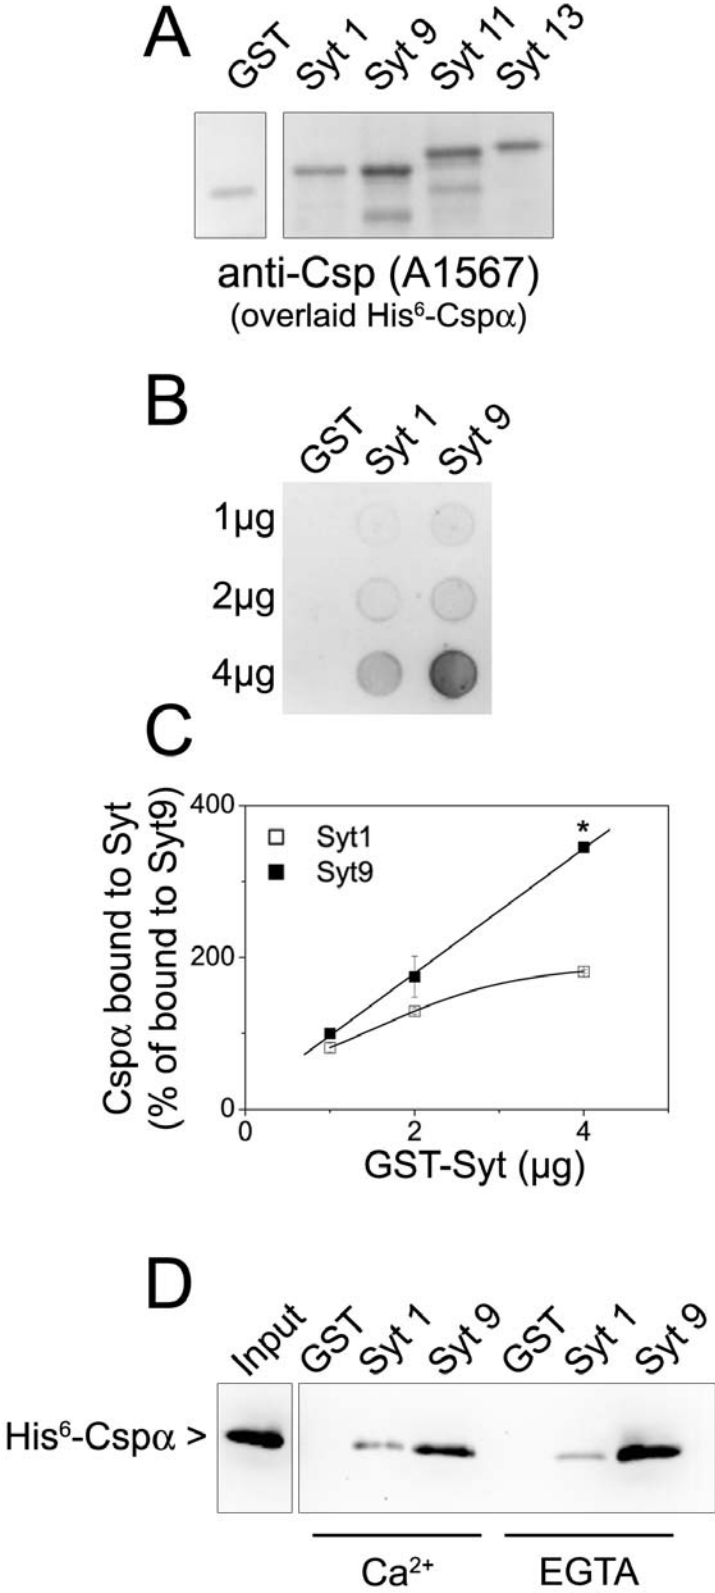 A
GST Syt 1 Syt 9 Syt 11 Syt 13
anti-Csp (A1567)
(overlaid His⁶-Cspα)
B
GST Syt 1 Syt 9
1µg
2µg
4µg
C
Cspα bound to Syt
(% of bound to Syt9)
400
200
0
Syt1
Syt9
*
0 2 4
GST-Syt (µg)
D
Input GST Syt 1 Syt 9 GST Syt 1 Syt 9
His⁶-Cspα >
Ca²⁺ EGTA